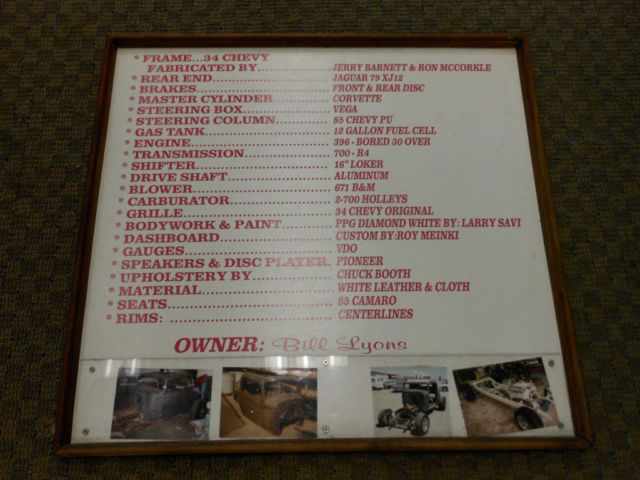 * FRAME...34 CHEVY
FABRICATED BY.................. JERRY BARNETT & RON MCCORKLE
* REAR END............................ JAGUAR 79 XJ12
* BRAKES................................ FRONT & REAR DISC
* MASTER CYLINDER.............. CORVETTE
* STEERING BOX..................... VEGA
* STEERING COLUMN............. 85 CHEVY PU
* GAS TANK............................... 12 GALLON FUEL CELL
* ENGINE................................... 396 - BORED 30 OVER
* TRANSMISSION..................... 700 - R4
* SHIFTER.................................. 16" LOKER
* DRIVE SHAFT......................... ALUMINUM
* BLOWER.................................. 671 B&M
* CARBURATOR........................ 2-700 HOLLEYS
* GRILLE.................................... 34 CHEVY ORIGINAL
* BODYWORK & PAINT............ PPG DIAMOND WHITE BY: LARRY SAVI
* DASHBOARD.......................... CUSTOM BY:ROY MEINKI
* GAUGES................................... VDO
* SPEAKERS & DISC PLAYER. PIONEER
* UPHOLSTERY BY................... CHUCK BOOTH
* MATERIAL.............................. WHITE LEATHER & CLOTH
* SEATS...................................... 85 CAMARO
* RIMS: ..................................... CENTERLINES
OWNER: Bill Lyons